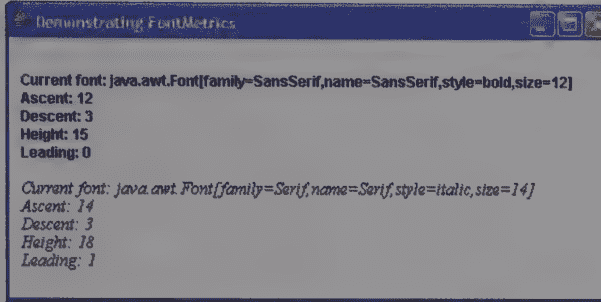 Demonstrating FontMetrics
Current font: java.awt.Font[family=SansSerif,name=SansSerif,style=bold,size=12]
Ascent: 12
Descent: 3
Height: 15
Leading: 0
Current font: java.awt.Font[family=Serif,name=Serif,style=italic,size=14]
Ascent: 14
Descent: 3
Height: 18
Leading: 1